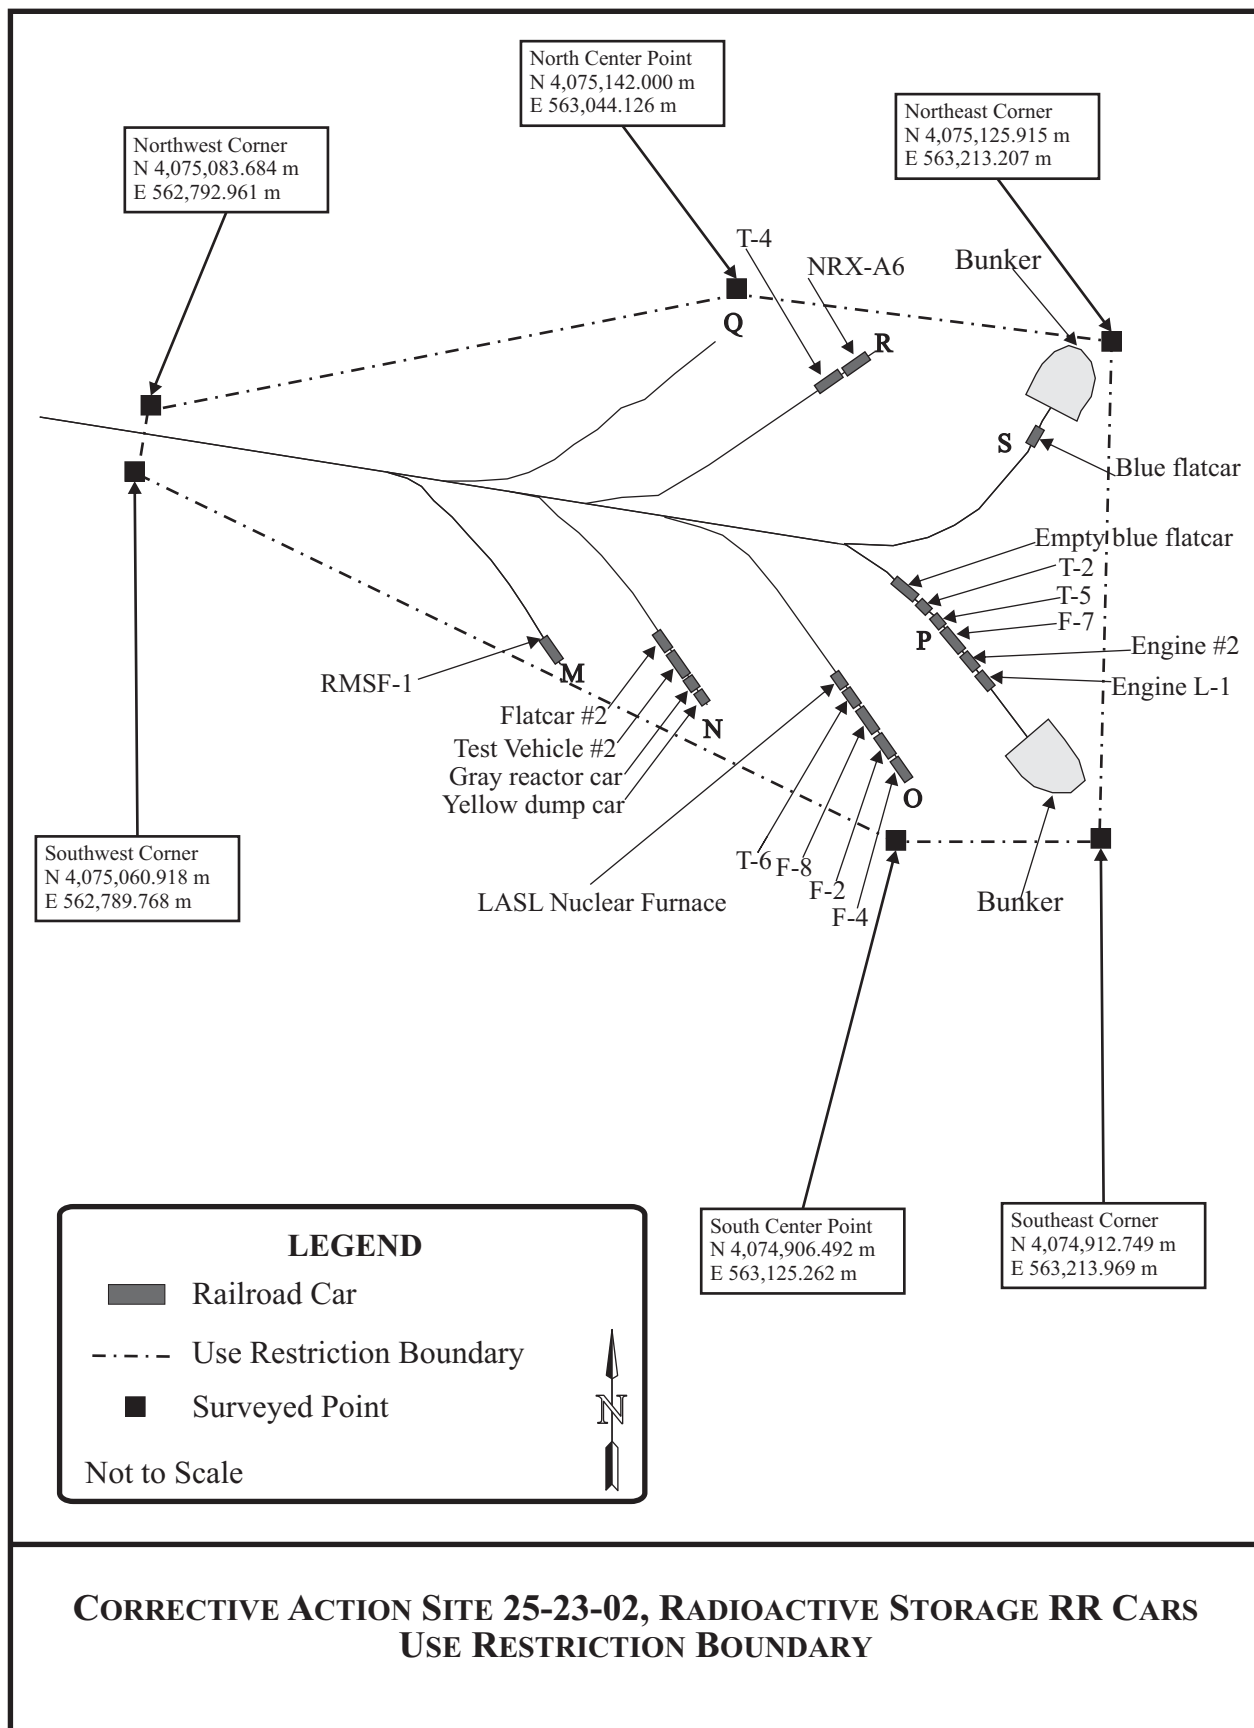 North Center Point
N 4,075,142.000 m
E 563,044.126 m
Northeast Corner
N 4,075,125.915 m
E 563,213.207 m
Northwest Corner
N 4,075,083.684 m
E 562,792.961 m
T-4
NRX-A6
Bunker
Q
R
S
Blue flatcar
Empty blue flatcar
T-2
T-5
F-7
P
Engine #2
Engine L-1
RMSF-1
M
Flatcar #2
N
Test Vehicle #2
Gray reactor car
Yellow dump car
O
Southwest Corner
N 4,075,060.918 m
E 562,789.768 m
T-6
F-8
F-2
F-4
LASL Nuclear Furnace
Bunker
South Center Point
N 4,074,906.492 m
E 563,125.262 m
Southeast Corner
N 4,074,912.749 m
E 563,213.969 m
LEGEND
Railroad Car
Use Restriction Boundary
Surveyed Point
N
Not to Scale
CORRECTIVE ACTION SITE 25-23-02, RADIOACTIVE STORAGE RR CARS
USE RESTRICTION BOUNDARY